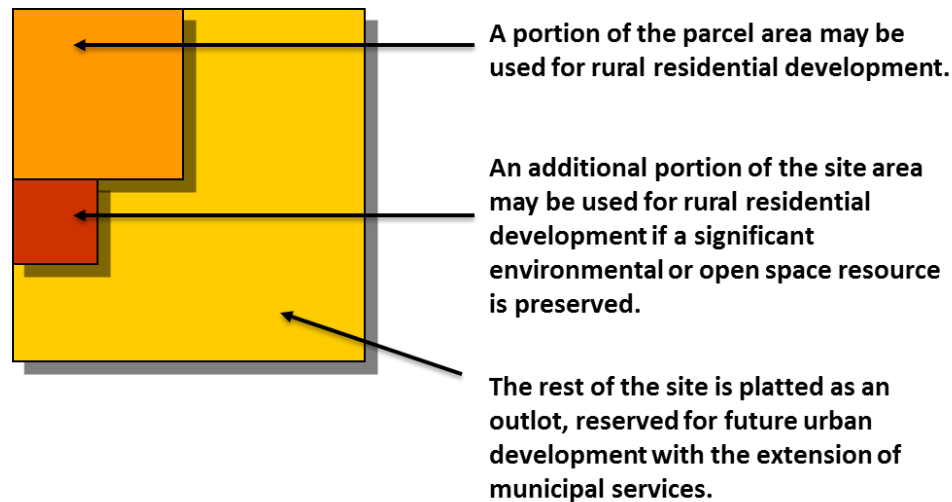 A portion of the parcel area may be
used for rural residential development.
An additional portion of the site area
may be used for rural residential
development if a significant
environmental or open space resource
is preserved.
The rest of the site is platted as an
outlot, reserved for future urban
development with the extension of
municipal services.